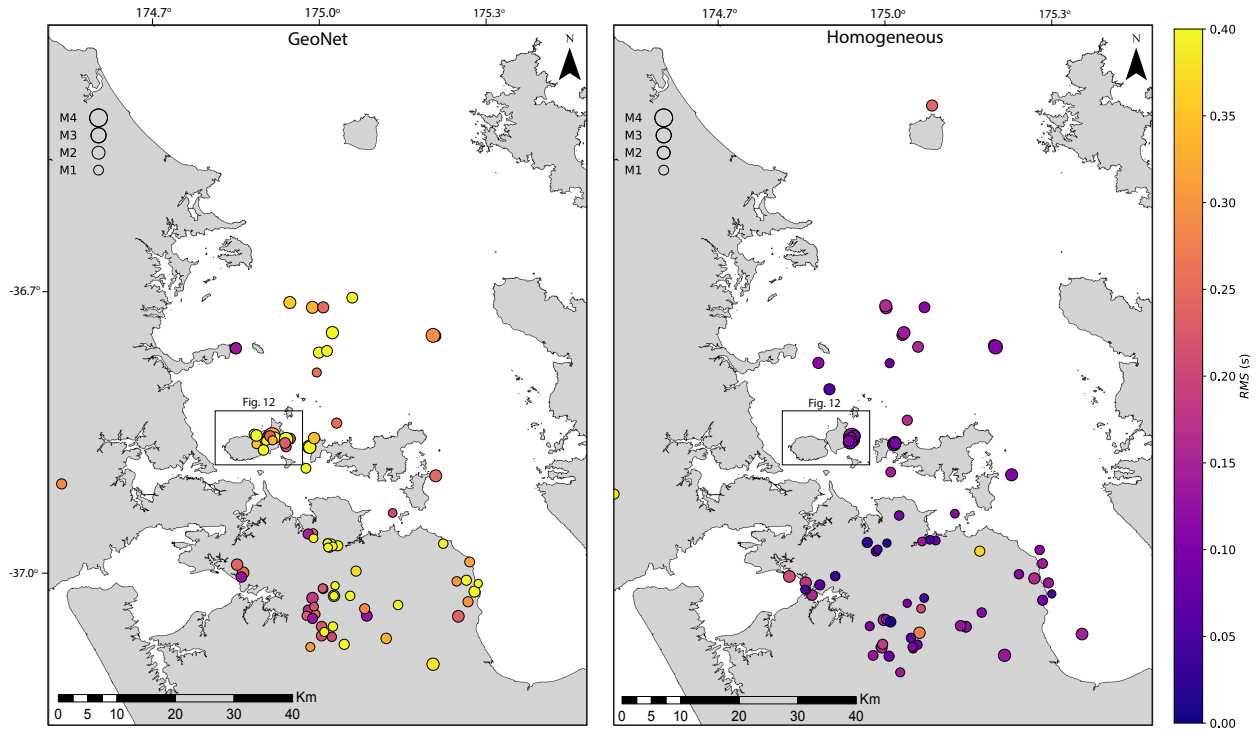 174.7° 175.0° 175.3° 174.7° 175.0° 175.3°
GeoNet Homogeneous
N N
0.40
M4 M4
M3 M3
M2 M2
M1 M1
0.35
0.30
-36.7°
0.25
RMS (s)
0.20
Fig. 12 Fig. 12
0.15
0.10
-37.0°
0.05
Km Km
0 5 10 20 30 40 0 5 10 20 30 40
0.00